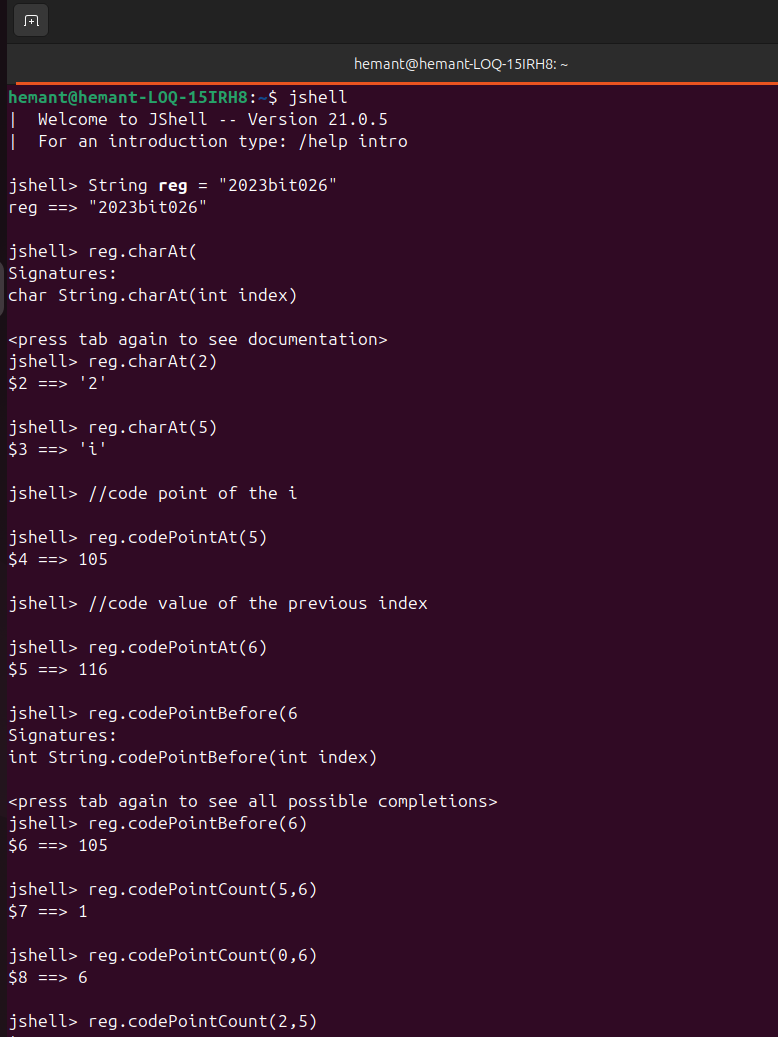 hemant@hemant-LOQ-15IRH8: ~
hemant@hemant-LOQ-15IRH8:~$ jshell
|  Welcome to JShell -- Version 21.0.5
|  For an introduction type: /help intro
jshell> String reg = "2023bit026"
reg ==> "2023bit026"
jshell> reg.charAt(
Signatures:
char String.charAt(int index)
<press tab again to see documentation>
jshell> reg.charAt(2)
$2 ==> '2'
jshell> reg.charAt(5)
$3 ==> 'i'
jshell> //code point of the i
jshell> reg.codePointAt(5)
$4 ==> 105
jshell> //code value of the previous index
jshell> reg.codePointAt(6)
$5 ==> 116
jshell> reg.codePointBefore(6
Signatures:
int String.codePointBefore(int index)
<press tab again to see all possible completions>
jshell> reg.codePointBefore(6)
$6 ==> 105
jshell> reg.codePointCount(5,6)
$7 ==> 1
jshell> reg.codePointCount(0,6)
$8 ==> 6
jshell> reg.codePointCount(2,5)